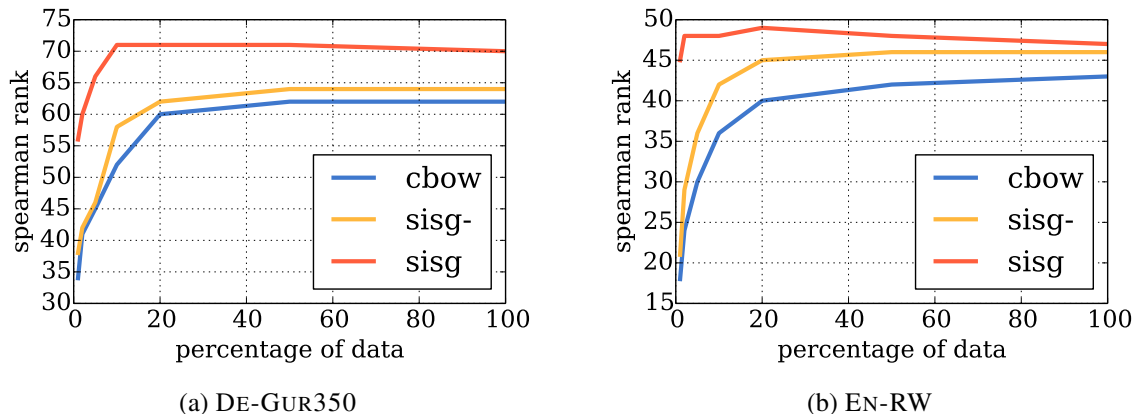 75
70
65
60
55
50
45
40
35
30
spearman rank
0 20 40 60 80 100
percentage of data
cbow
sisg-
sisg
(a) DE-GUR350
50
45
40
35
30
25
20
15
spearman rank
0 20 40 60 80 100
percentage of data
cbow
sisg-
sisg
(b) EN-RW